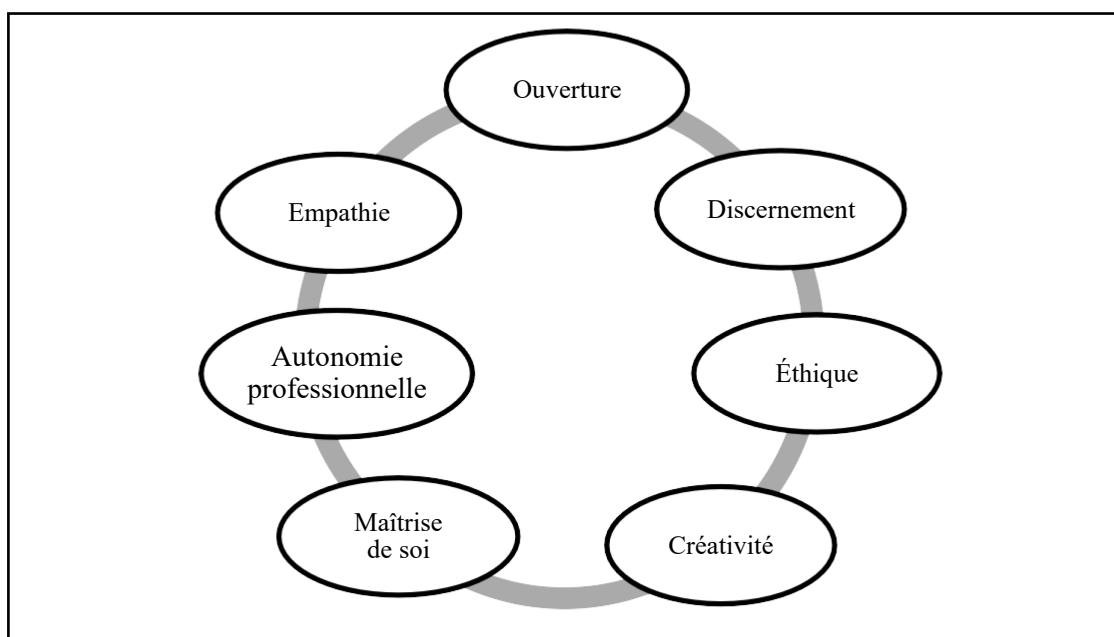 Ouverture
Discernement
Éthique
Créativité
Maîtrise
de soi
Autonomie
professionnelle
Empathie